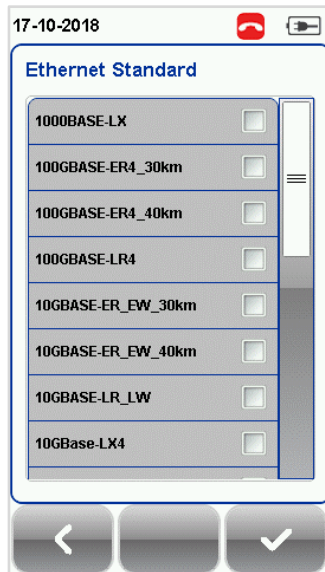 17-10-2018
Ethernet Standard
1000BASE-LX
100GBASE-ER4_30km
100GBASE-ER4_40km
100GBASE-LR4
10GBASE-ER_EW_30km
10GBASE-ER_EW_40km
10GBASE-LR_LW
10GBase-LX4